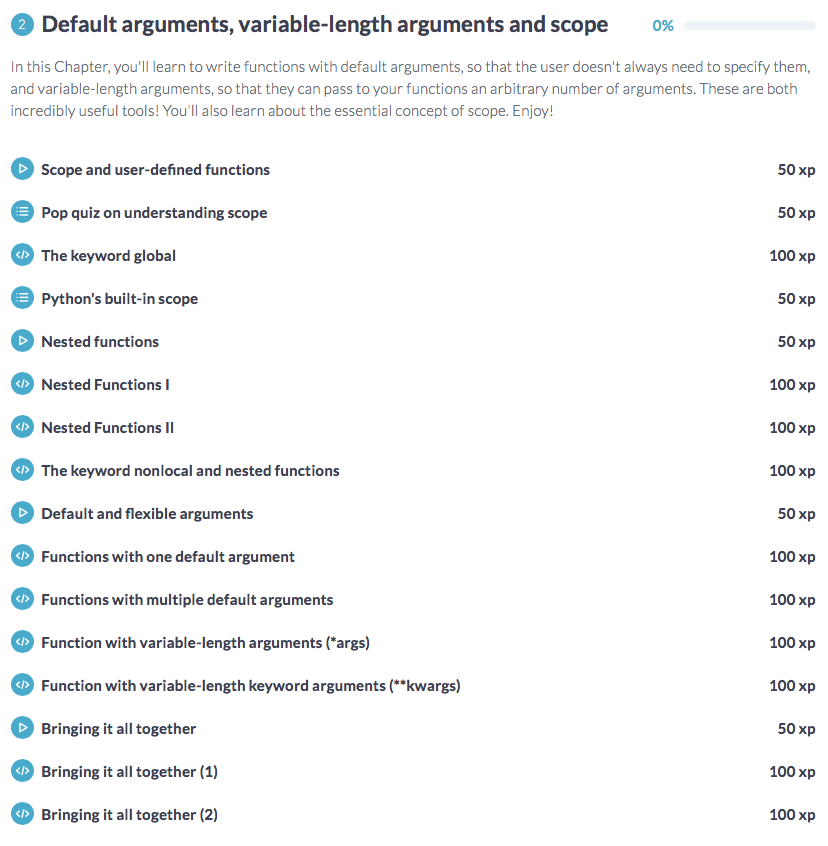 2 Default arguments, variable-length arguments and scope 0%
In this Chapter, you'll learn to write functions with default arguments, so that the user doesn't always need to specify them,
and variable-length arguments, so that they can pass to your functions an arbitrary number of arguments. These are both
incredibly useful tools! You'll also learn about the essential concept of scope. Enjoy!
Scope and user-defined functions 50 xp
Pop quiz on understanding scope 50 xp
The keyword global 100 xp
Python's built-in scope 50 xp
Nested functions 50 xp
Nested Functions I 100 xp
Nested Functions II 100 xp
The keyword nonlocal and nested functions 100 xp
Default and flexible arguments 50 xp
Functions with one default argument 100 xp
Functions with multiple default arguments 100 xp
Function with variable-length arguments (*args) 100 xp
Function with variable-length keyword arguments (**kwargs) 100 xp
Bringing it all together 50 xp
Bringing it all together (1) 100 xp
Bringing it all together (2) 100 xp